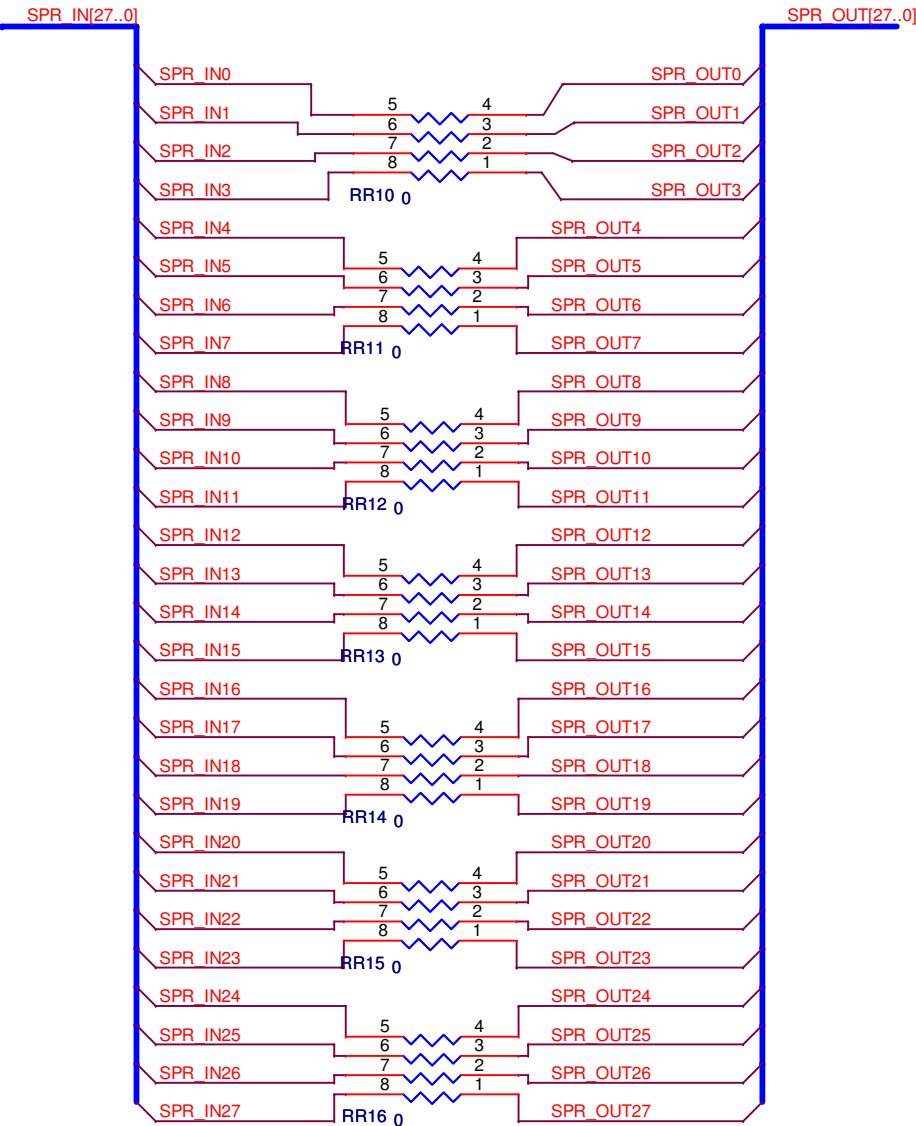 SPR_IN[27..0] SPR_OUT[27..0]
SPR_IN0 SPR_OUT0
5 4
SPR_IN1 SPR_OUT1
6 3
7 2
SPR_IN2 SPR_OUT2
8 1
SPR_IN3 SPR_OUT3
RR10 0
SPR_IN4 SPR_OUT4
5 4
SPR_IN5 SPR_OUT5
6 3
7 2
SPR_IN6 SPR_OUT6
8 1
SPR_IN7 SPR_OUT7
RR11 0
SPR_IN8 SPR_OUT8
5 4
SPR_IN9 SPR_OUT9
6 3
7 2
SPR_IN10 SPR_OUT10
8 1
SPR_IN11 SPR_OUT11
RR12 0
SPR_IN12 SPR_OUT12
5 4
SPR_IN13 SPR_OUT13
6 3
7 2
SPR_IN14 SPR_OUT14
8 1
SPR_IN15 SPR_OUT15
RR13 0
SPR_IN16 SPR_OUT16
5 4
SPR_IN17 SPR_OUT17
6 3
7 2
SPR_IN18 SPR_OUT18
8 1
SPR_IN19 SPR_OUT19
RR14 0
SPR_IN20 SPR_OUT20
5 4
SPR_IN21 SPR_OUT21
6 3
7 2
SPR_IN22 SPR_OUT22
8 1
SPR_IN23 SPR_OUT23
RR15 0
SPR_IN24 SPR_OUT24
5 4
SPR_IN25 SPR_OUT25
6 3
7 2
SPR_IN26 SPR_OUT26
8 1
SPR_IN27 SPR_OUT27
RR16 0